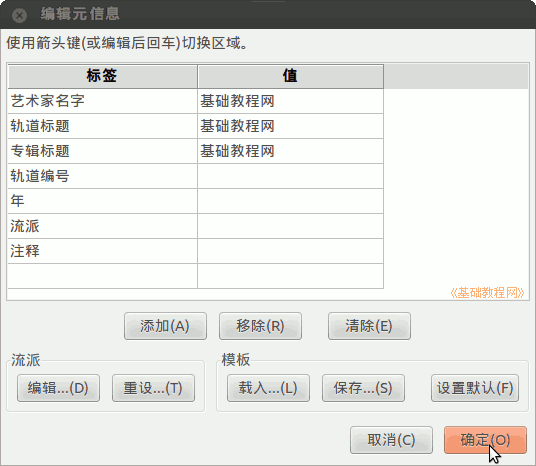 编辑元信息
使用箭头键(或编辑后回车)切换区域。
标签 值
艺术家名字 基础教程网
轨道标题 基础教程网
专辑标题 基础教程网
轨道编号
年
流派
注释
《基础教程网》
添加(A) 移除(R) 清除(E)
流派 模板
编辑...(D) 重设...(T) 载入...(L) 保存...(S) 设置默认(F)
取消(C) 确定(O)